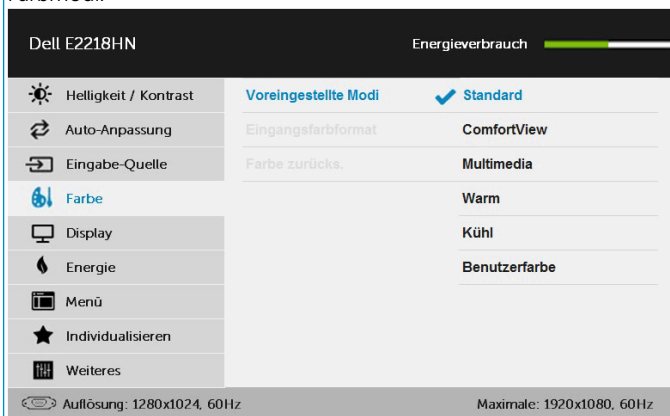 Dell E2218HN Energieverbrauch
Helligkeit / Kontrast Voreingestellte Modi Standard
Auto-Anpassung Eingangsfarbformat ComfortView
Eingabe-Quelle Farbe zurücks. Multimedia
Farbe Warm
Display Kühl
Energie Benutzerfarbe
Menü
Individualisieren
Weiteres
Auflösung: 1280x1024, 60Hz Maximale: 1920x1080, 60Hz